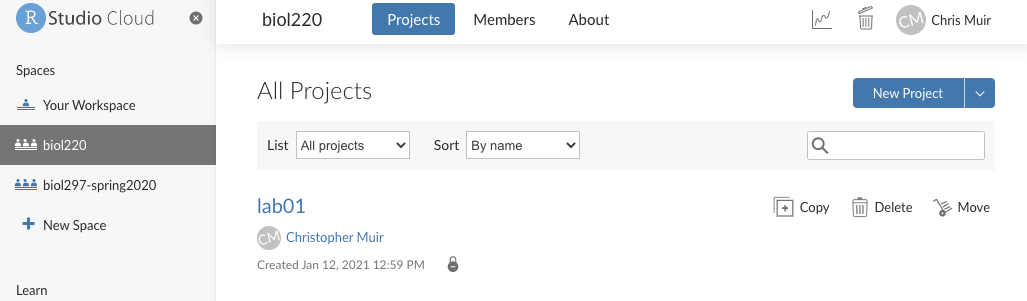 R Studio Cloud
Spaces
Your Workspace
biol220
biol297-spring2020
New Space
Learn
biol220 Projects Members About CM Chris Muir
All Projects New Project
List All projects Sort By name
lab01 Copy Delete Move
CM Christopher Muir
Created Jan 12, 2021 12:59 PM